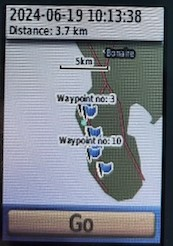 2024-06-19 10:13:38
Distance: 3.7 km
Bonaire
5km
Waypoint no: 3
Waypoint no: 10
Go